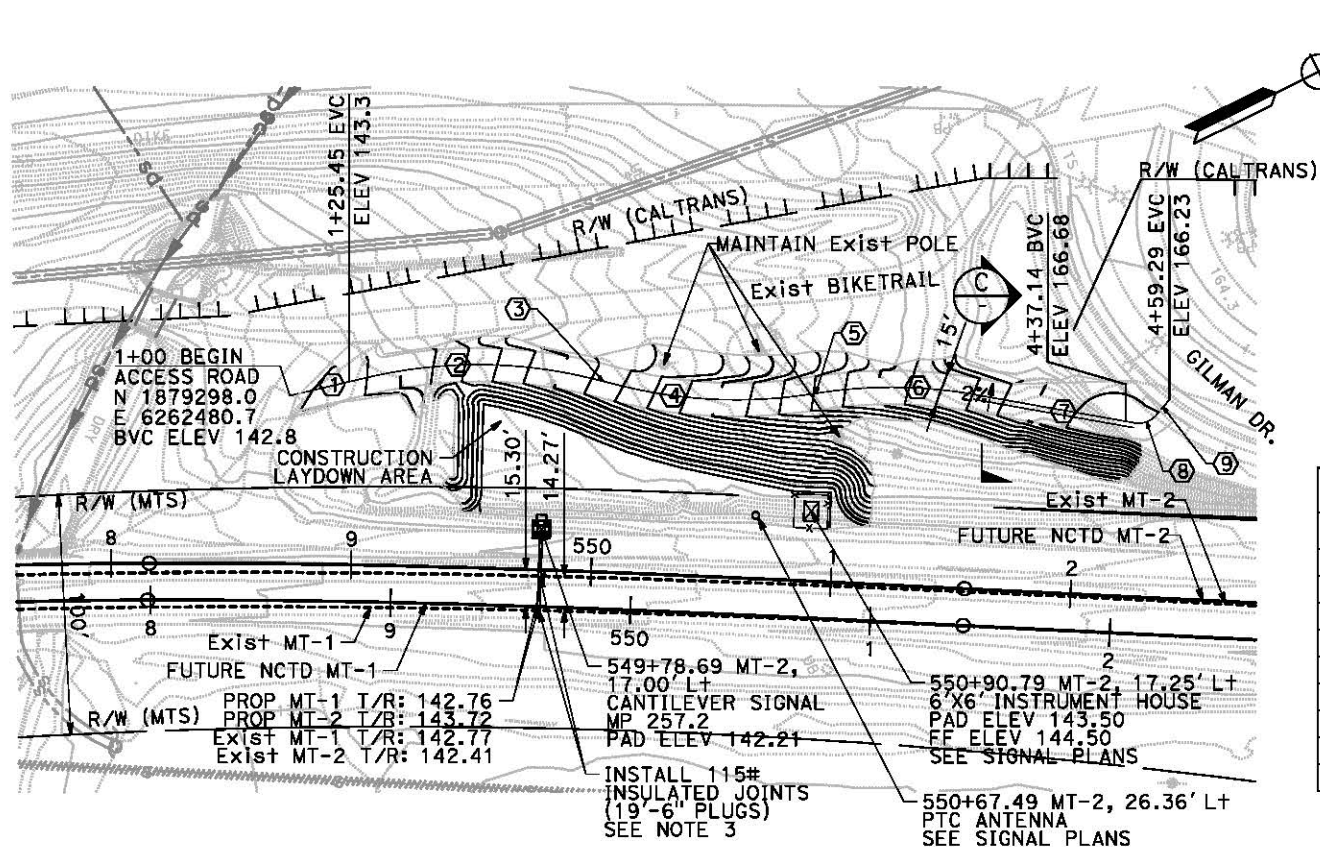 1+25.45 EVC
ELEV 143.3
R/W (CALTRANS)
R/W (CALTRANS)
MAINTAIN Exist POLE
Exist BIKETRAIL
C
-
15'
4+37.14 BVC
ELEV 166.68
4+59.29 EVC
ELEV 166.23
164.3
GILMAN DR.
1+00 BEGIN
ACCESS ROAD
N 1879298.0
E 6262480.7
BVC ELEV 142.8
1
2
3
4
5
6
7
8
9
SD
SD
DRY
CONSTRUCTION
LAYDOWN AREA
15.30'
14.27'
R/W (MTS)
Exist MT-2
FUTURE NCTD MT-2
8
9
550
1
2
100'
8
9
550
1
2
Exist MT-1
FUTURE NCTD MT-1
PROP MT-1 T/R: 142.76
PROP MT-2 T/R: 143.72
Exist MT-1 T/R: 142.77
Exist MT-2 T/R: 142.41
R/W (MTS)
549+78.69 MT-2,
17.00' Lt
CANTILEVER SIGNAL
MP 257.2
PAD ELEV 142.21
550+90.79 MT-2, 17.25' Lt
6'X6' INSTRUMENT HOUSE
PAD ELEV 143.50
FF ELEV 144.50
SEE SIGNAL PLANS
INSTALL 115#
INSULATED JOINTS
(19'-6" PLUGS)
SEE NOTE 3
550+67.49 MT-2, 26.36' Lt
PTC ANTENNA
SEE SIGNAL PLANS